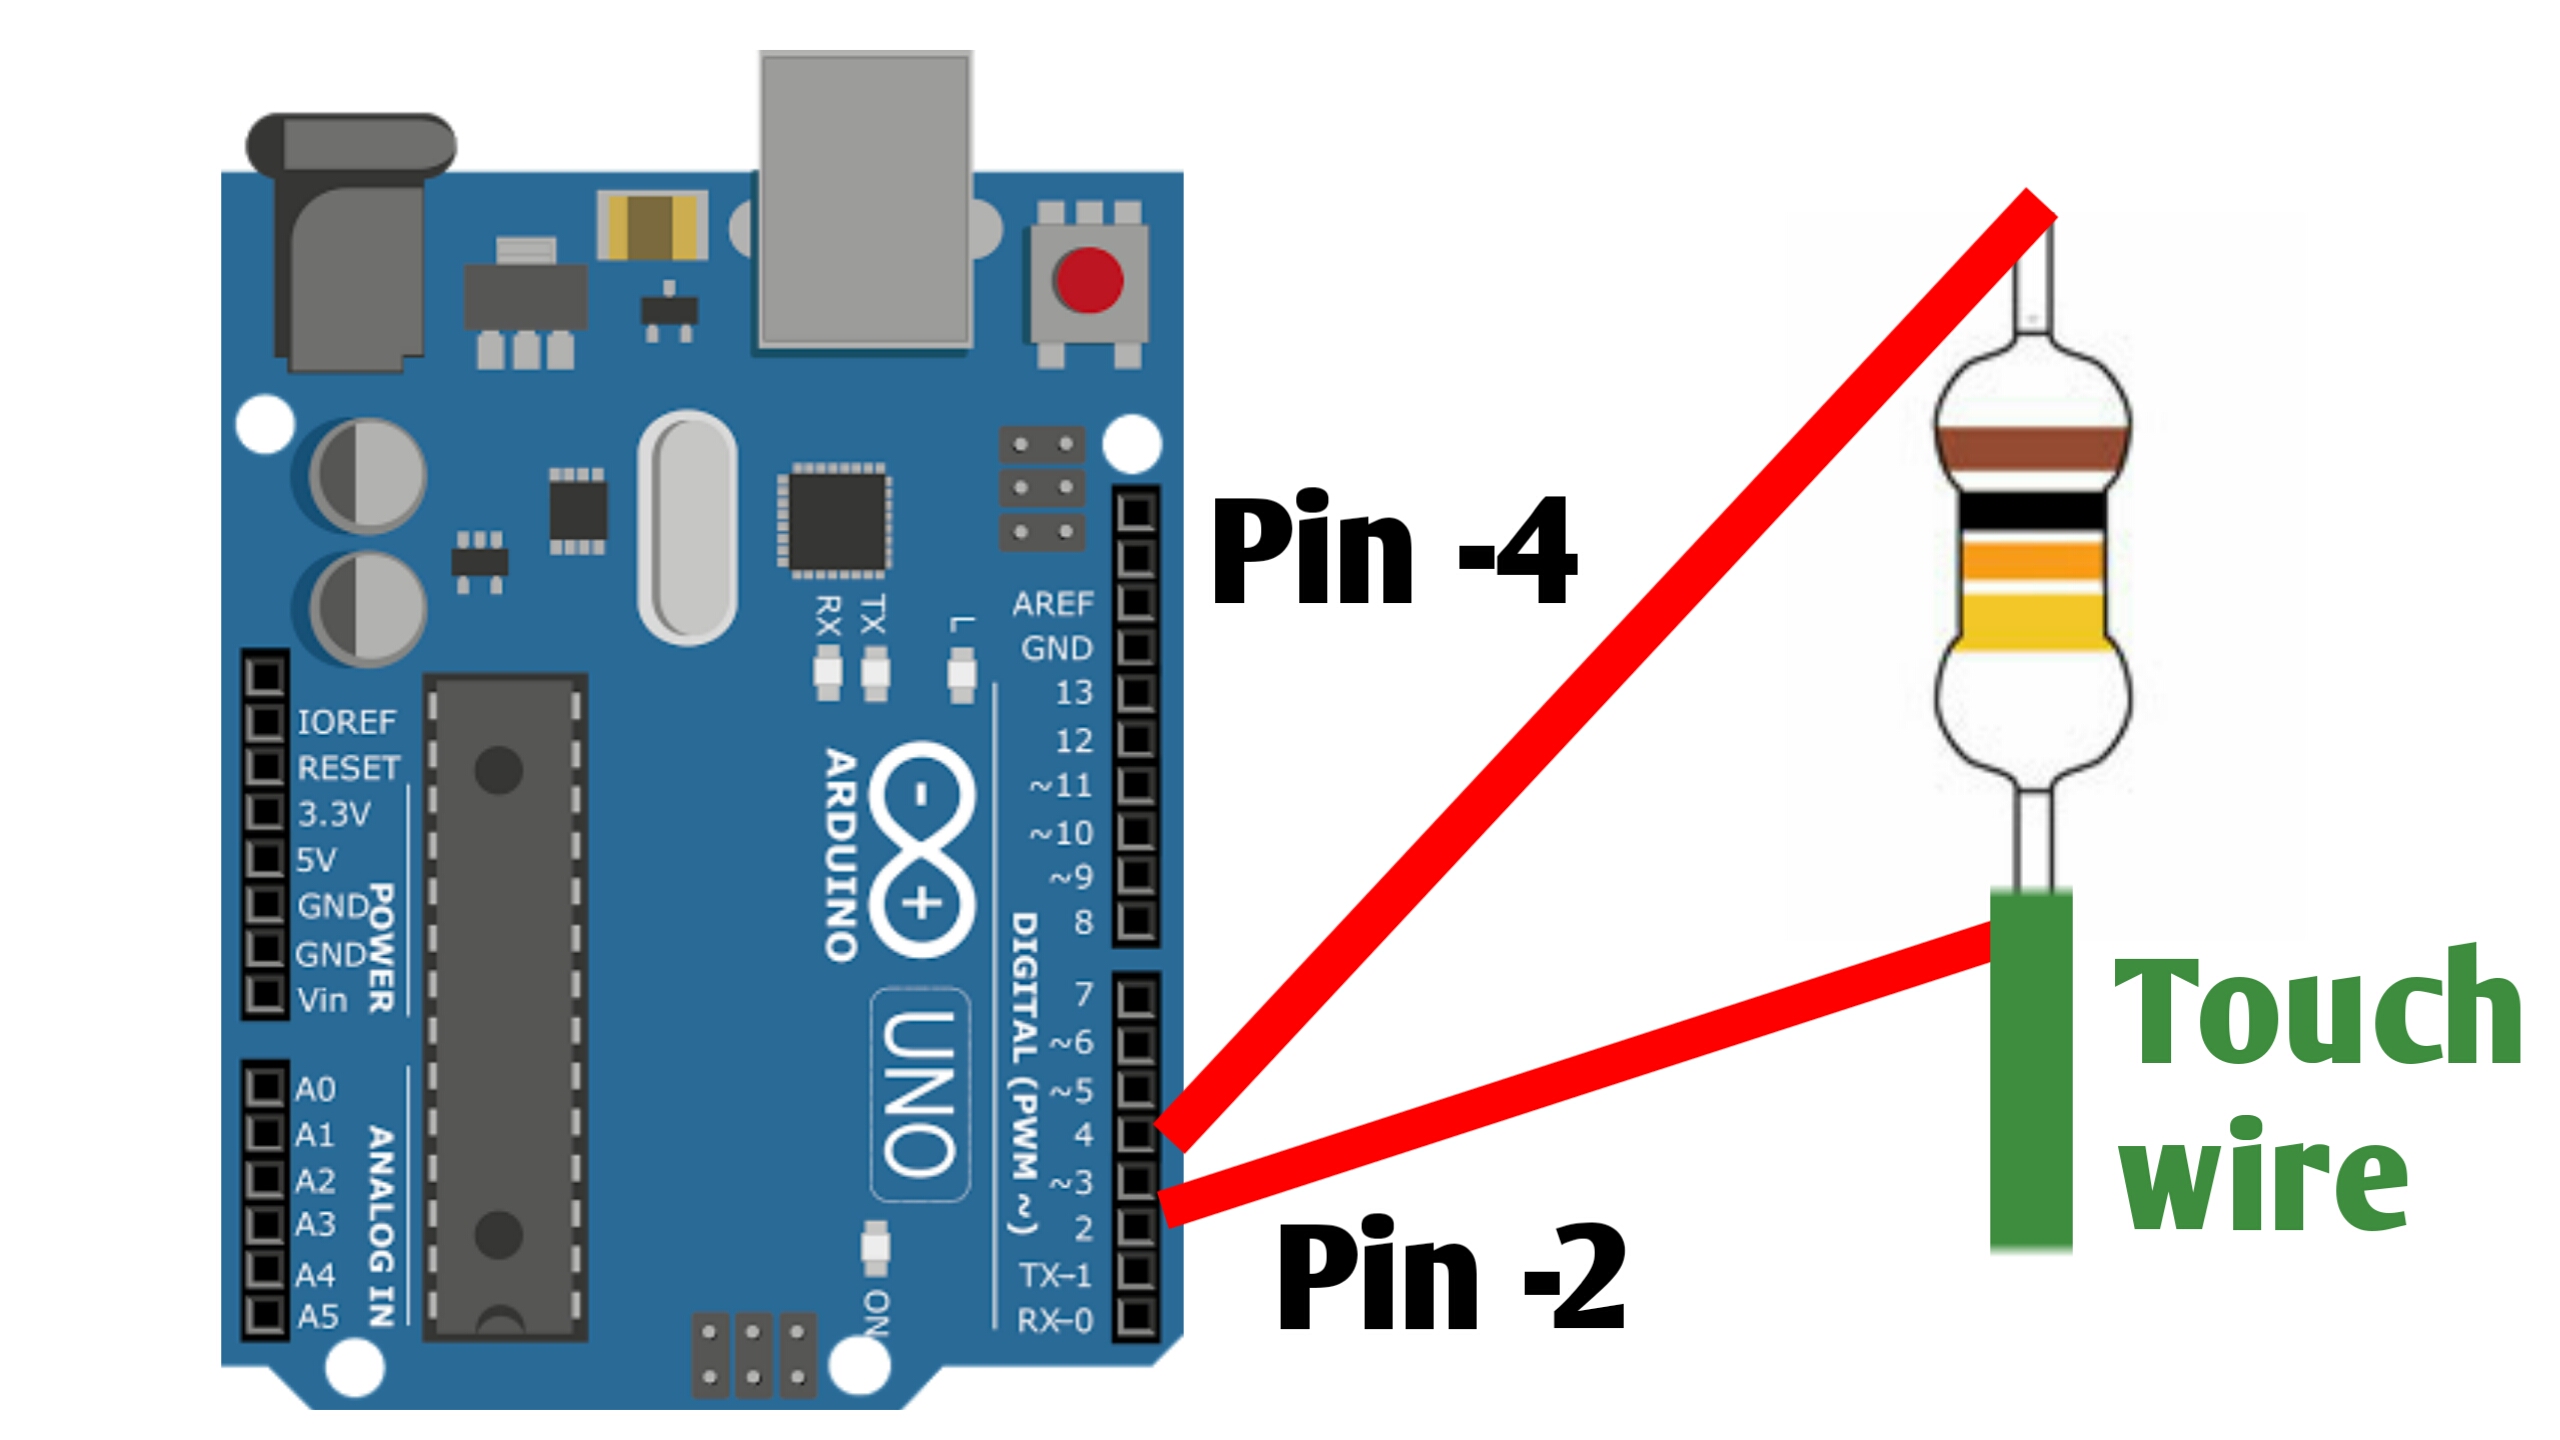 IOREF
RESET
3.3V
5V
GND
GND
Vin
POWER
A0
A1
A2
A3
A4
A5
ANALOG IN
RX
TX
L
ARDUINO
UNO
ON
AREF
GND
13
12
~11
~10
~9
8
7
~6
~5
4
~3
2
TX-1
RX-0
DIGITAL (PWM ~)
Pin -4
Pin -2
Touch
wire